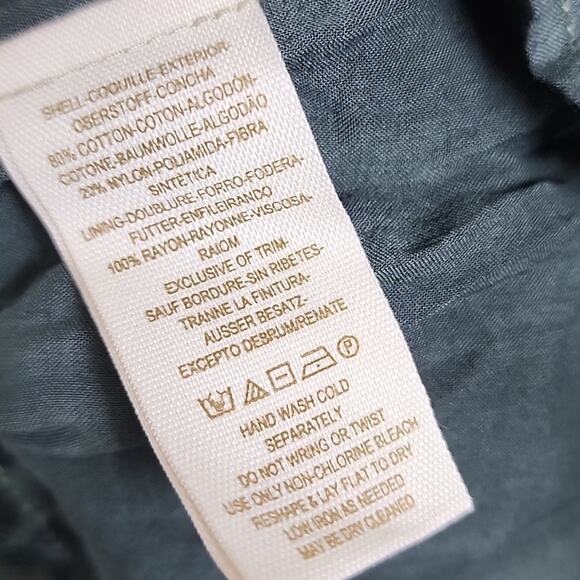 SHELL-COQUILLE-EXTERIOR-
OBERSTOFF-CONCHA
80% COTTON-COTON-ALGODÓN-
COTONE-BAUMWOLLE-ALGODÃO
20% NYLON-POLIAMIDA-FIBRA
SINTÉTICA
LINING-DOUBLURE-FORRO-FODERA-
FUTTER-ENFILEIRANDO
100% RAYON-RAYONNE-VISCOSA-
RAIOM
EXCLUSIVE OF TRIM-
SAUF BORDURE-SIN RIBETES-
TRANNE LA FINITURA-
AUSSER BESATZ-
EXCEPTO DEBRUM/REMATE
P
HAND WASH COLD
SEPARATELY
DO NOT WRING OR TWIST
USE ONLY NON-CHLORINE BLEACH
RESHAPE & LAY FLAT TO DRY
LOW IRON AS NEEDED
MAY BE DRY CLEANED